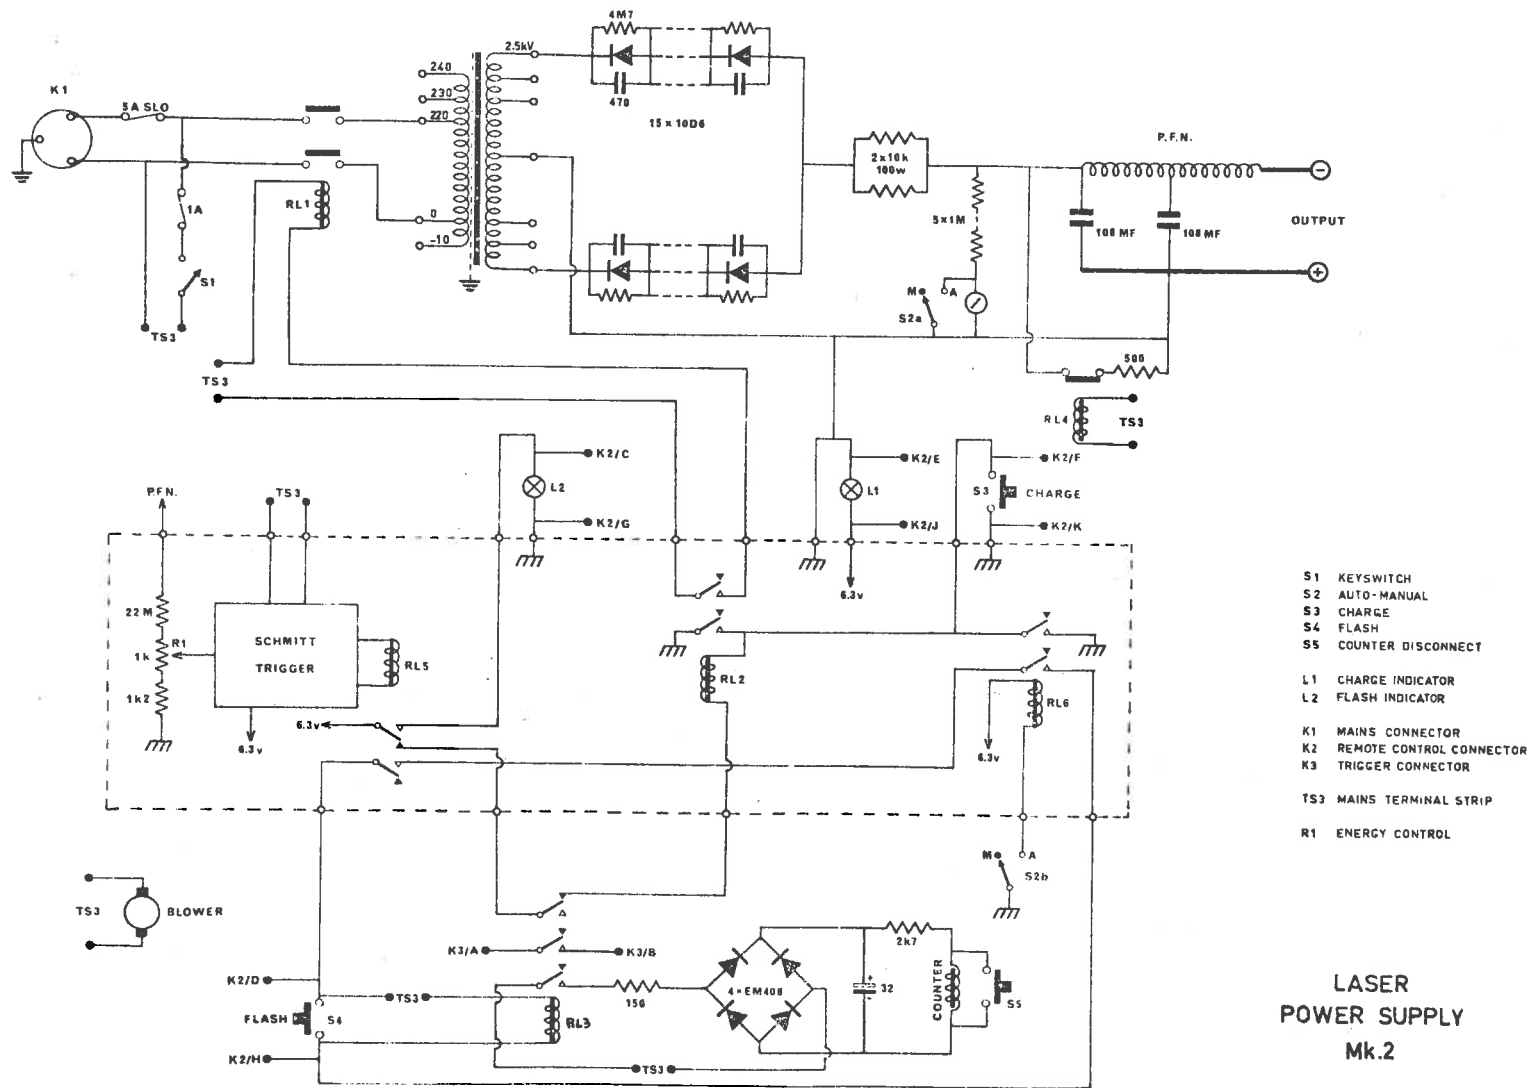 4M7
2.5kV
240
K1
5A SLO
230
470
220
15 × 10D6
P.F.N.
2×10k
100w
1A
RL1
5×1M
OUTPUT
0
108 MF
108 MF
-10
S1
M
A
S2a
TS3
500
TS3
RL4
TS3
K2/C
K2/E
K2/F
L2
L1
S3
CHARGE
P.F.N.
TS3
K2/G
K2/J
K2/K
6.3v
22M
R1
1k
1k2
SCHMITT
TRIGGER
RL5
RL2
RL6
6.3v
6.3v
6.3v
S1 KEYSWITCH
S2 AUTO-MANUAL
S3 CHARGE
S4 FLASH
S5 COUNTER DISCONNECT
L1 CHARGE INDICATOR
L2 FLASH INDICATOR
K1 MAINS CONNECTOR
K2 REMOTE CONTROL CONNECTOR
K3 TRIGGER CONNECTOR
TS3 MAINS TERMINAL STRIP
R1 ENERGY CONTROL
M
A
S2b
TS3
BLOWER
K3/A
K3/B
2k7
K2/D
TS3
15G
4×EM408
32
COUNTER
S5
FLASH
S4
RL3
K2/H
TS3
LASER
POWER SUPPLY
Mk.2